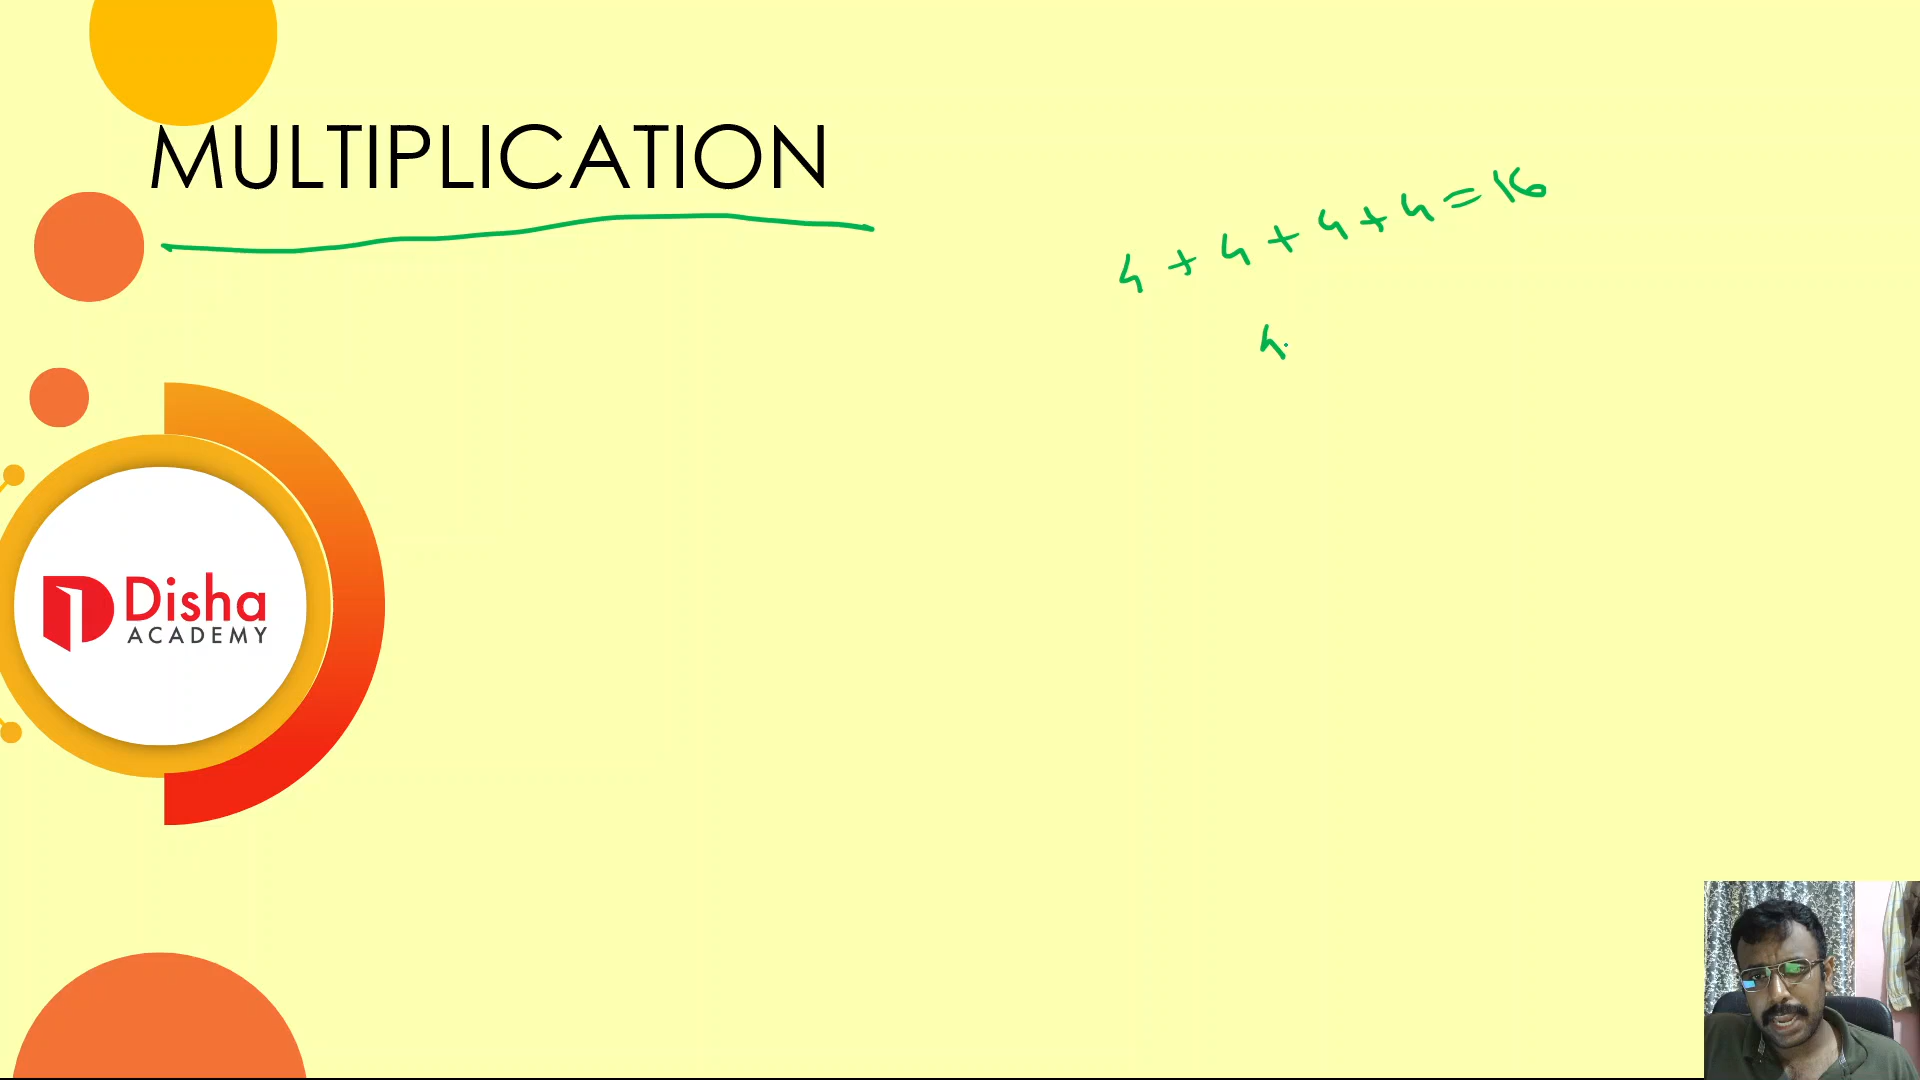 MULTIPLICATION
4 + 4 + 4 + 4 = 16
4
Disha
ACADEMY